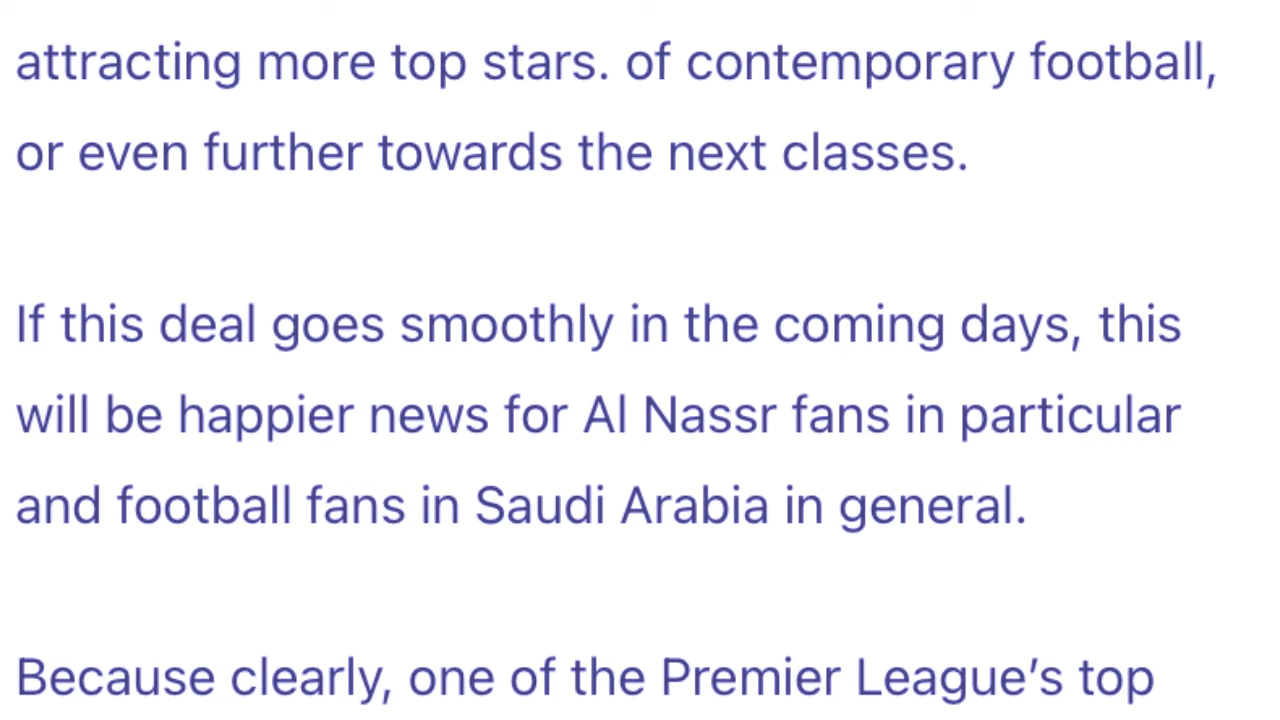 attracting more top stars. of contemporary football,
or even further towards the next classes.
If this deal goes smoothly in the coming days, this
will be happier news for Al Nassr fans in particular
and football fans in Saudi Arabia in general.
Because clearly, one of the Premier League’s top